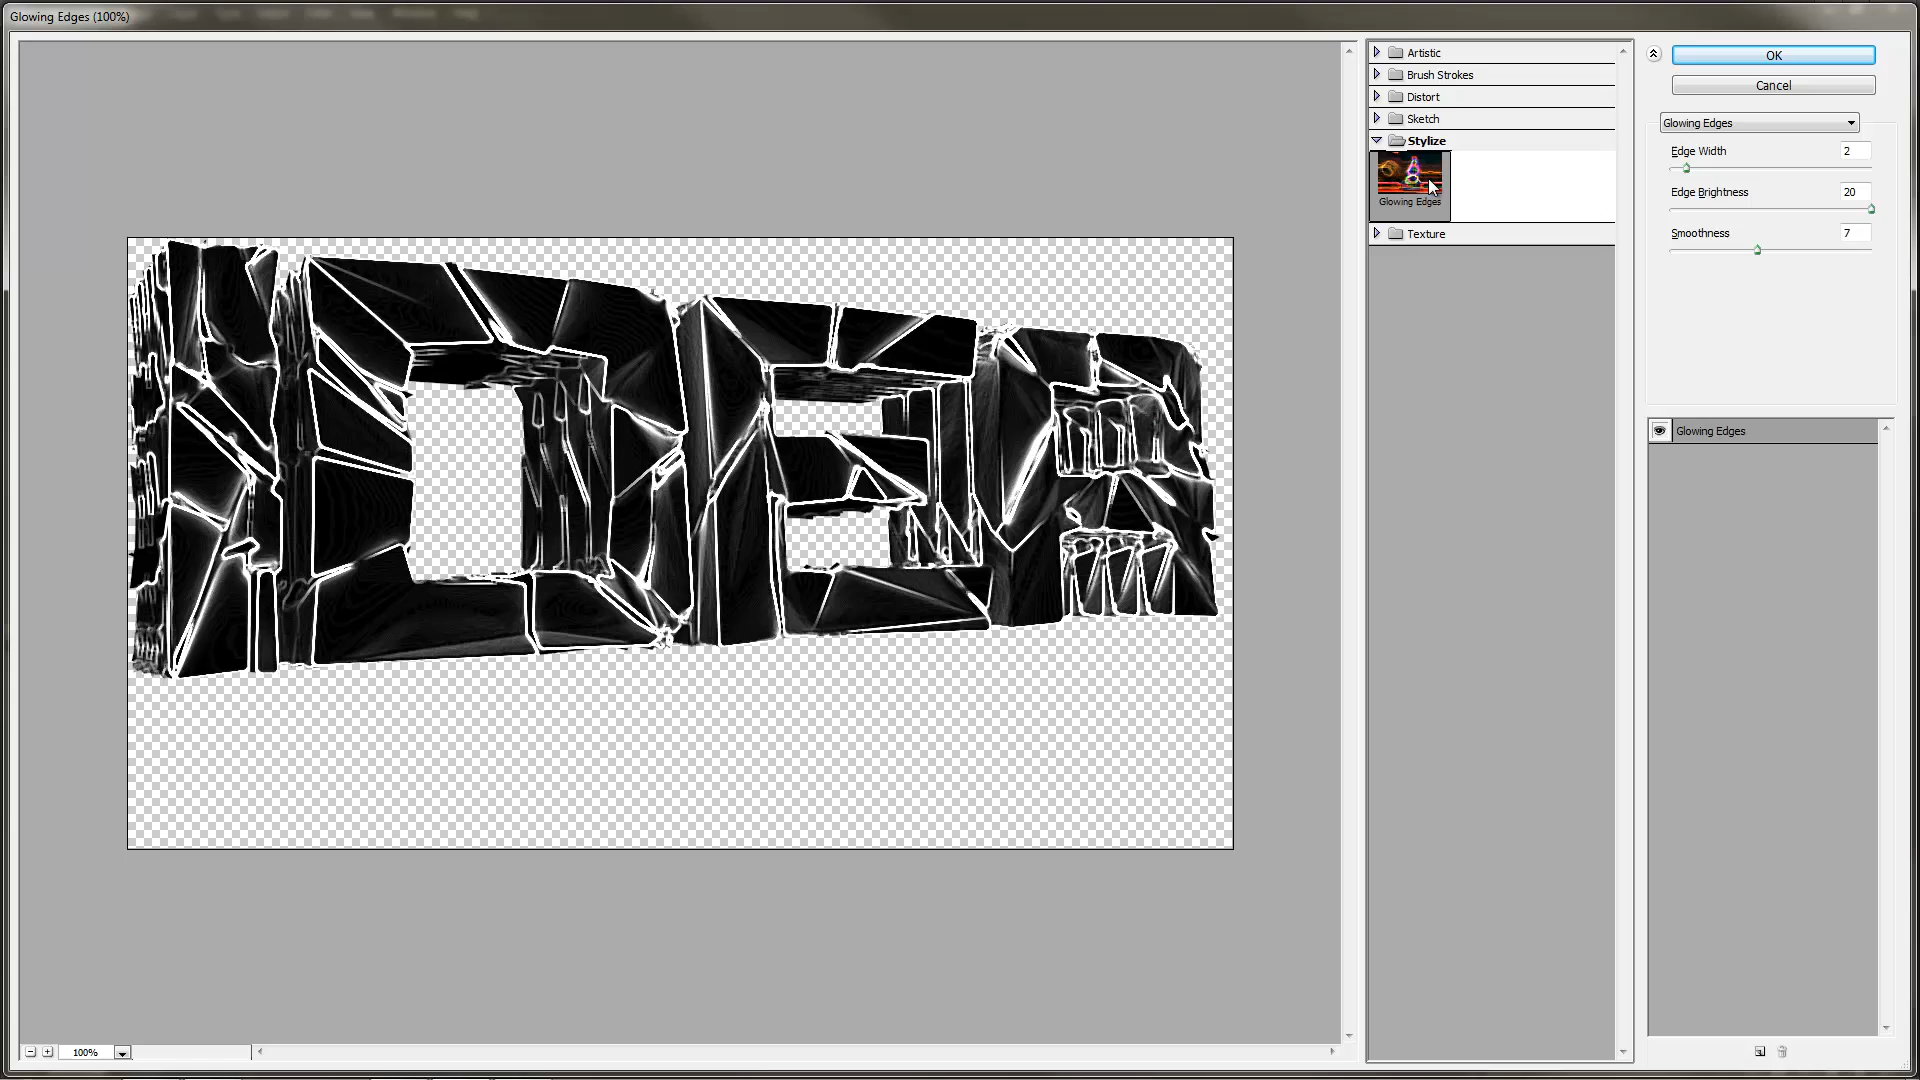 Glowing Edges (100%)
Artistic
Brush Strokes
Distort
Sketch
Stylize
Glowing Edges
Texture
OK
Cancel
Glowing Edges
Edge Width 2
Edge Brightness 20
Smoothness 7
Glowing Edges
100%